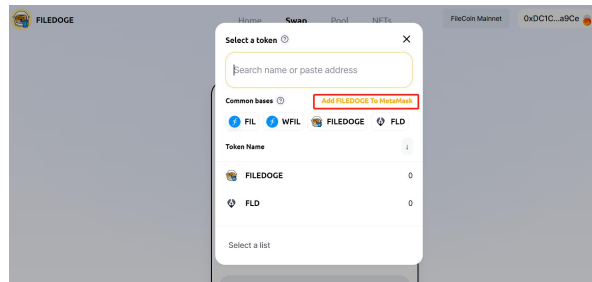 FILEDOGE Home Swap Pool NFTs FileCoin Mainnet 0xDC1C...a9Ce
Select a token
Search name or paste address
Common bases Add FILEDOGE To MetaMask
FIL WFIL FILEDOGE FLD
Token Name ↓
FILEDOGE 0
FLD 0
Select a list